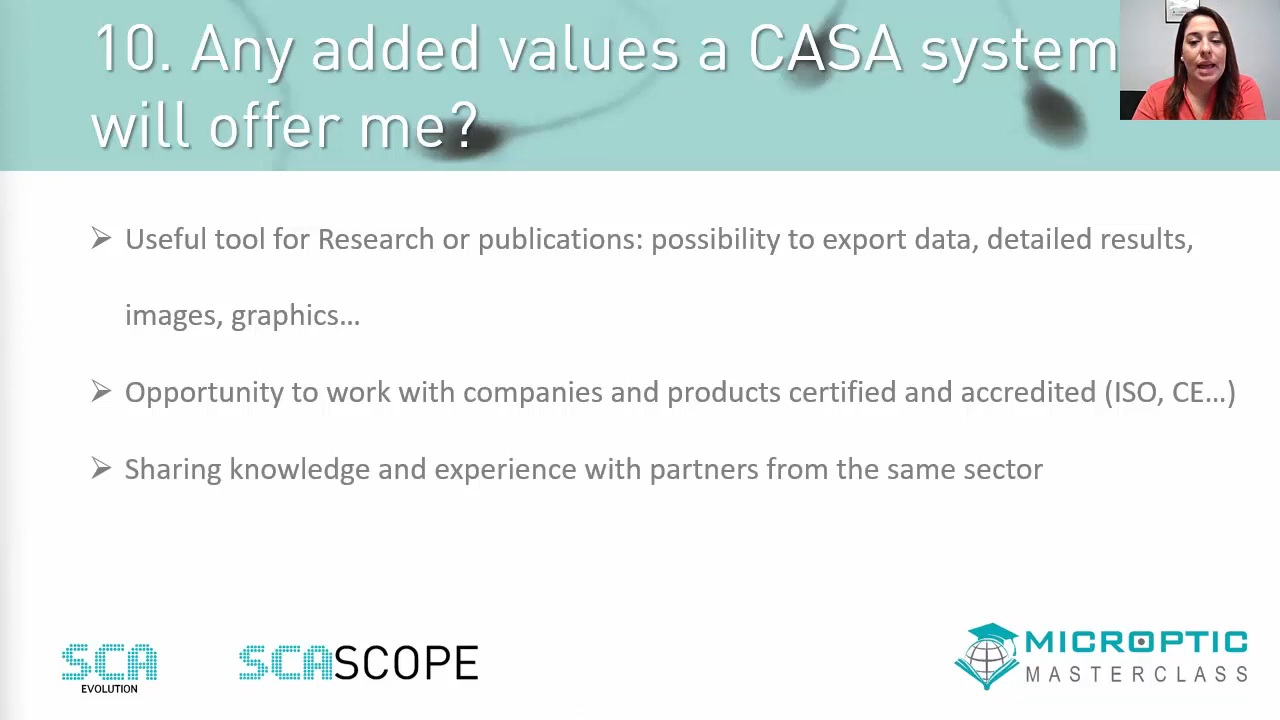 10. Any added values a CASA system
will offer me?
Useful tool for Research or publications: possibility to export data, detailed results,
images, graphics…
Opportunity to work with companies and products certified and accredited (ISO, CE…)
Sharing knowledge and experience with partners from the same sector
SCA
EVOLUTION
SCASCOPE
MICROPTIC
MASTERCLASS